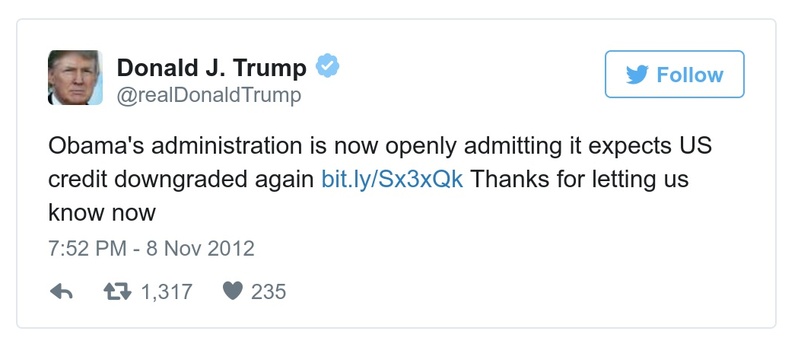 Donald J. Trump
Follow
@realDonaldTrump
Obama's administration is now openly admitting it expects US
credit downgraded again bit.ly/Sx3xQk Thanks for letting us
know now
7:52 PM - 8 Nov 2012
1,317 235